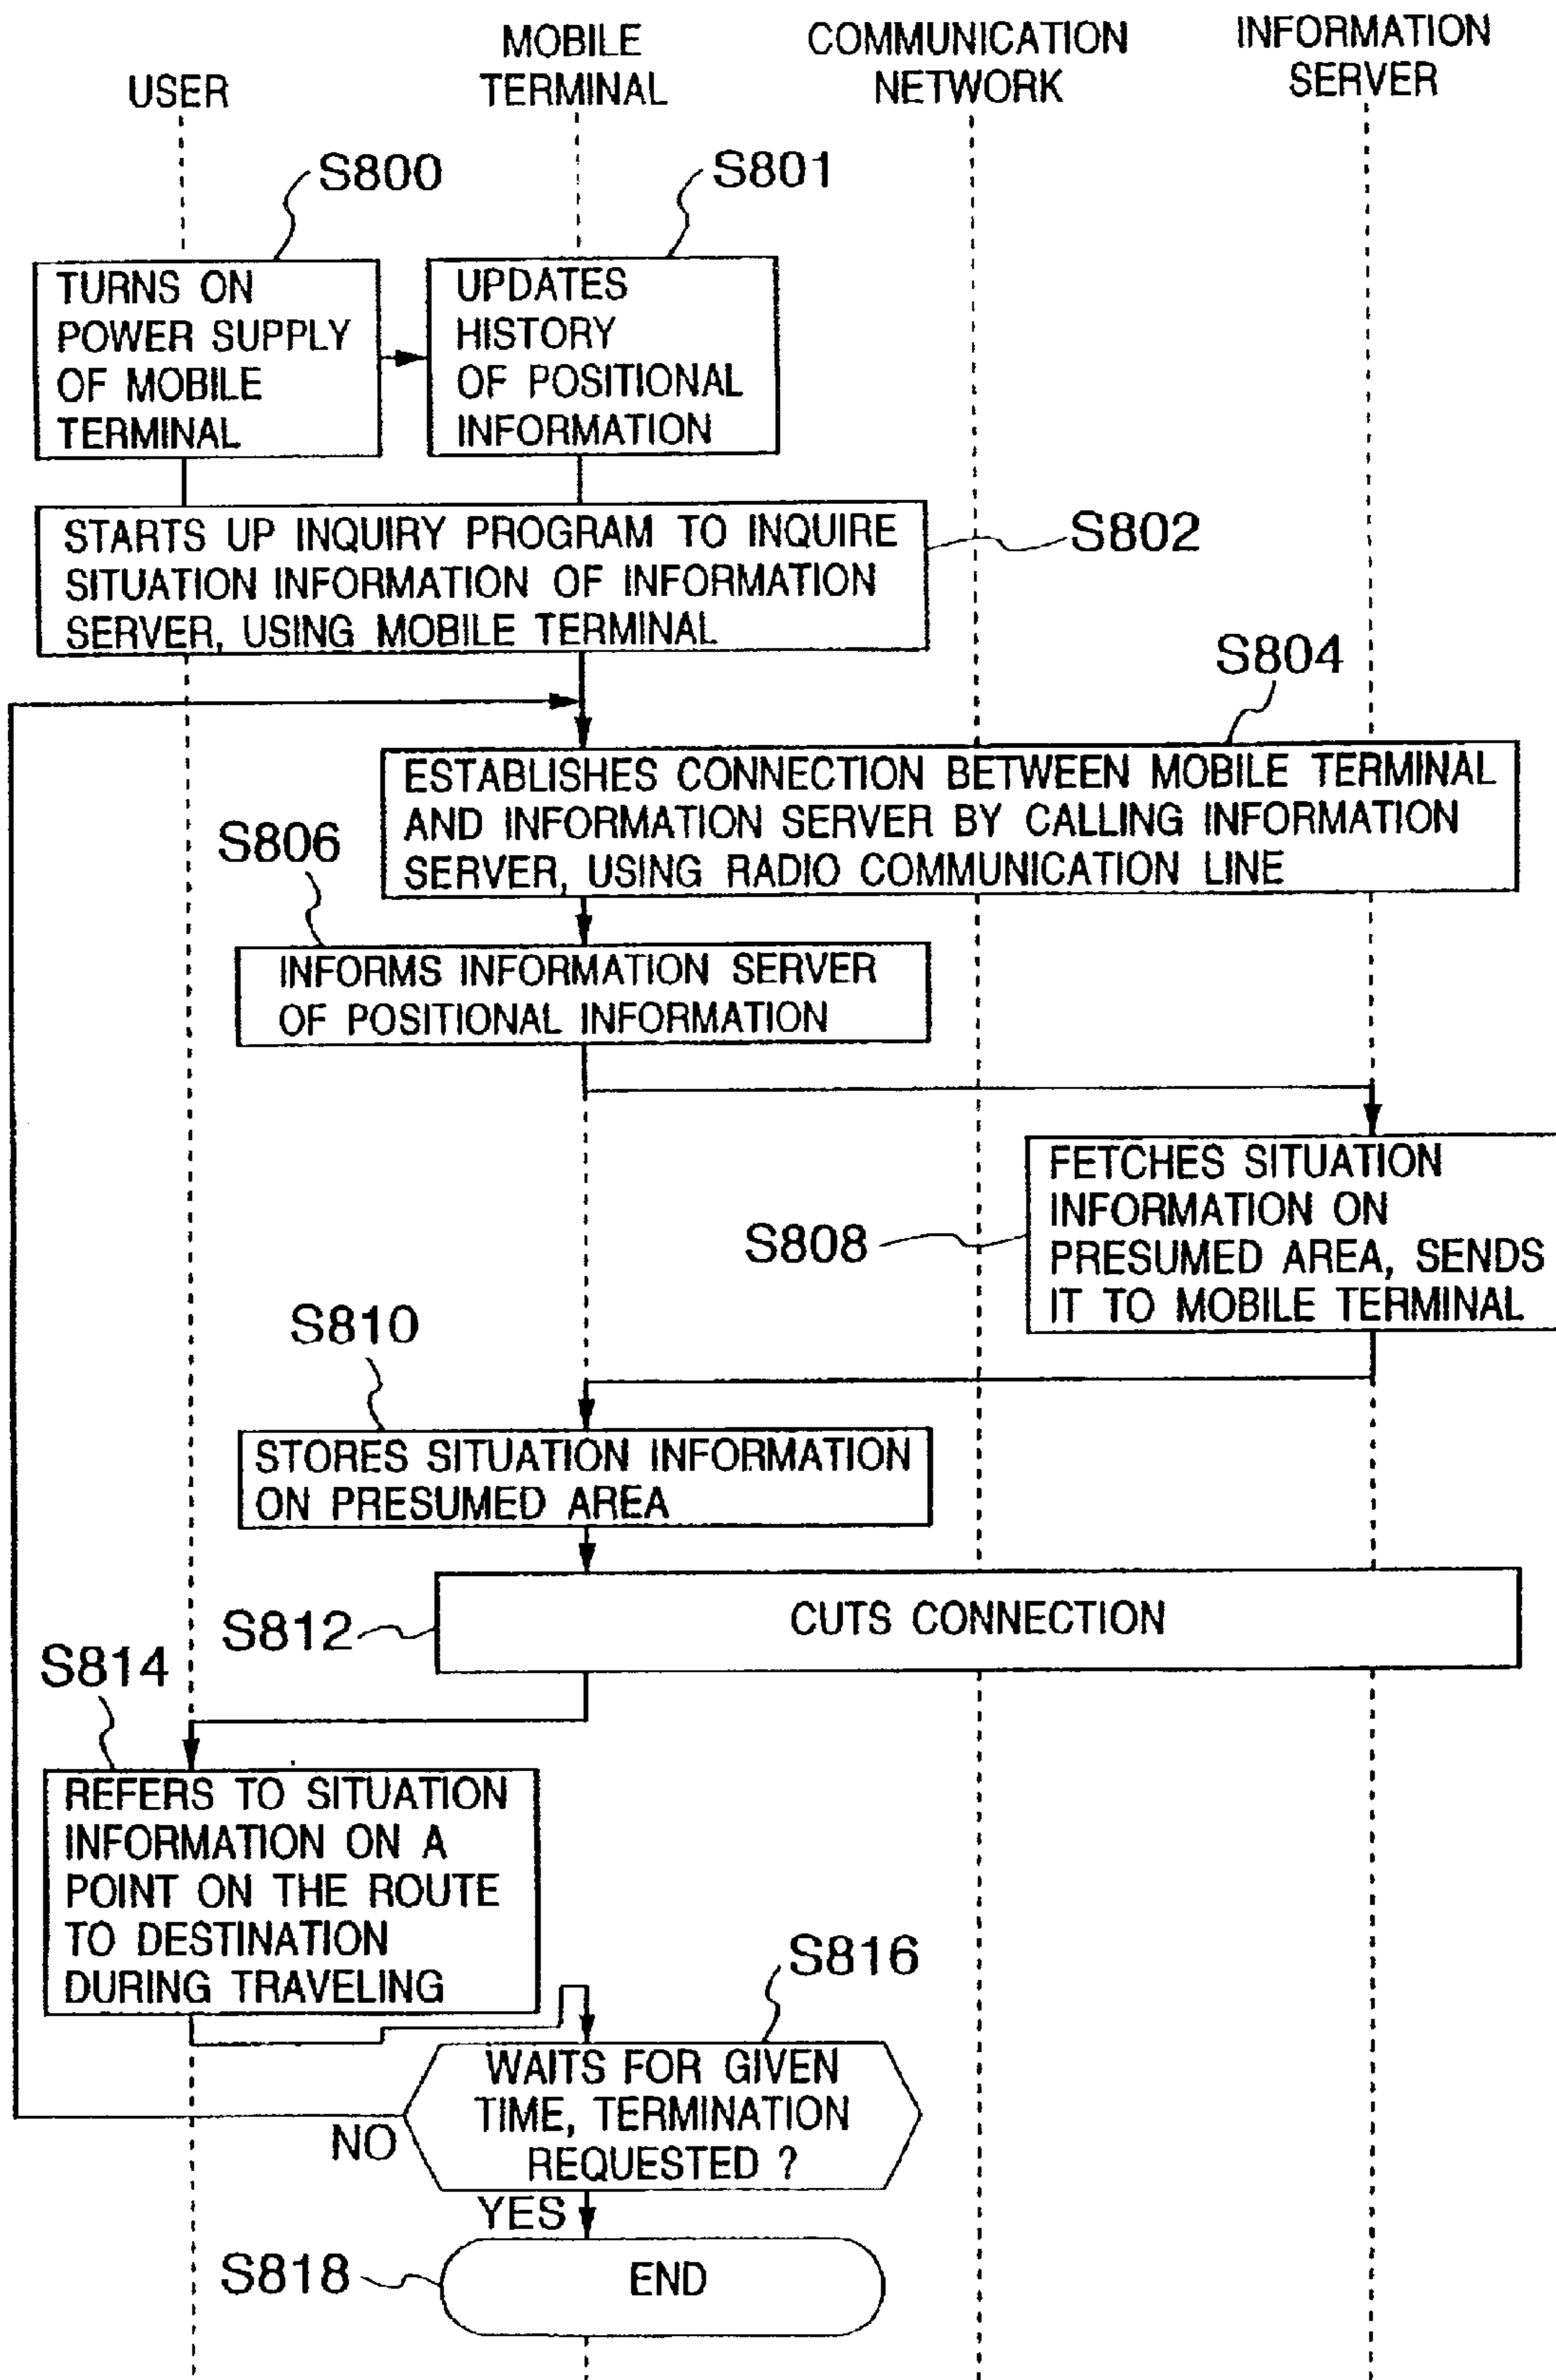 USER
MOBILE
TERMINAL
COMMUNICATION
NETWORK
INFORMATION
SERVER
S800
S801
TURNS ON
POWER SUPPLY
OF MOBILE
TERMINAL
UPDATES
HISTORY
OF POSITIONAL
INFORMATION
STARTS UP INQUIRY PROGRAM TO INQUIRE
SITUATION INFORMATION OF INFORMATION
SERVER, USING MOBILE TERMINAL
S802
S804
ESTABLISHES CONNECTION BETWEEN MOBILE TERMINAL
AND INFORMATION SERVER BY CALLING INFORMATION
SERVER, USING RADIO COMMUNICATION LINE
S806
INFORMS INFORMATION SERVER
OF POSITIONAL INFORMATION
S808
FETCHES SITUATION
INFORMATION ON
PRESUMED AREA, SENDS
IT TO MOBILE TERMINAL
S810
STORES SITUATION INFORMATION
ON PRESUMED AREA
S812
CUTS CONNECTION
S814
REFERS TO SITUATION
INFORMATION ON A
POINT ON THE ROUTE
TO DESTINATION
DURING TRAVELING
S816
WAITS FOR GIVEN
TIME, TERMINATION
REQUESTED ?
NO
YES
S818
END